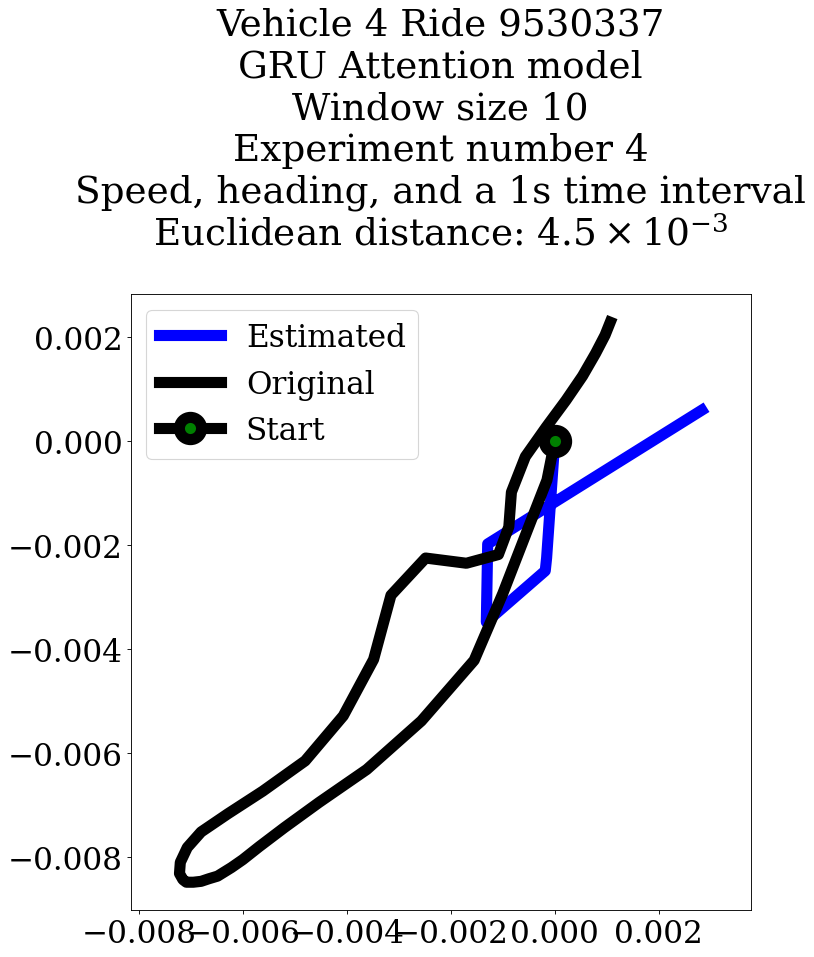 Vehicle 4 Ride 9530337
GRU Attention model
Window size 10
Experiment number 4
Speed, heading, and a 1s time interval
Euclidean distance: 4.5 × 10⁻³
Estimated
Original
Start
0.002
0.000
−0.002
−0.004
−0.006
−0.008
−0.008 −0.006 −0.004 −0.002 0.000 0.002